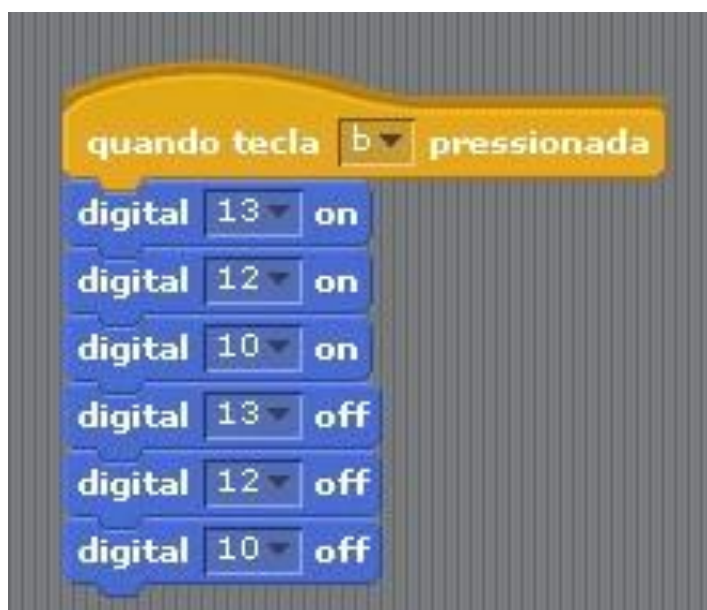 quando tecla b pressionada
digital 13 on
digital 12 on
digital 10 on
digital 13 off
digital 12 off
digital 10 off